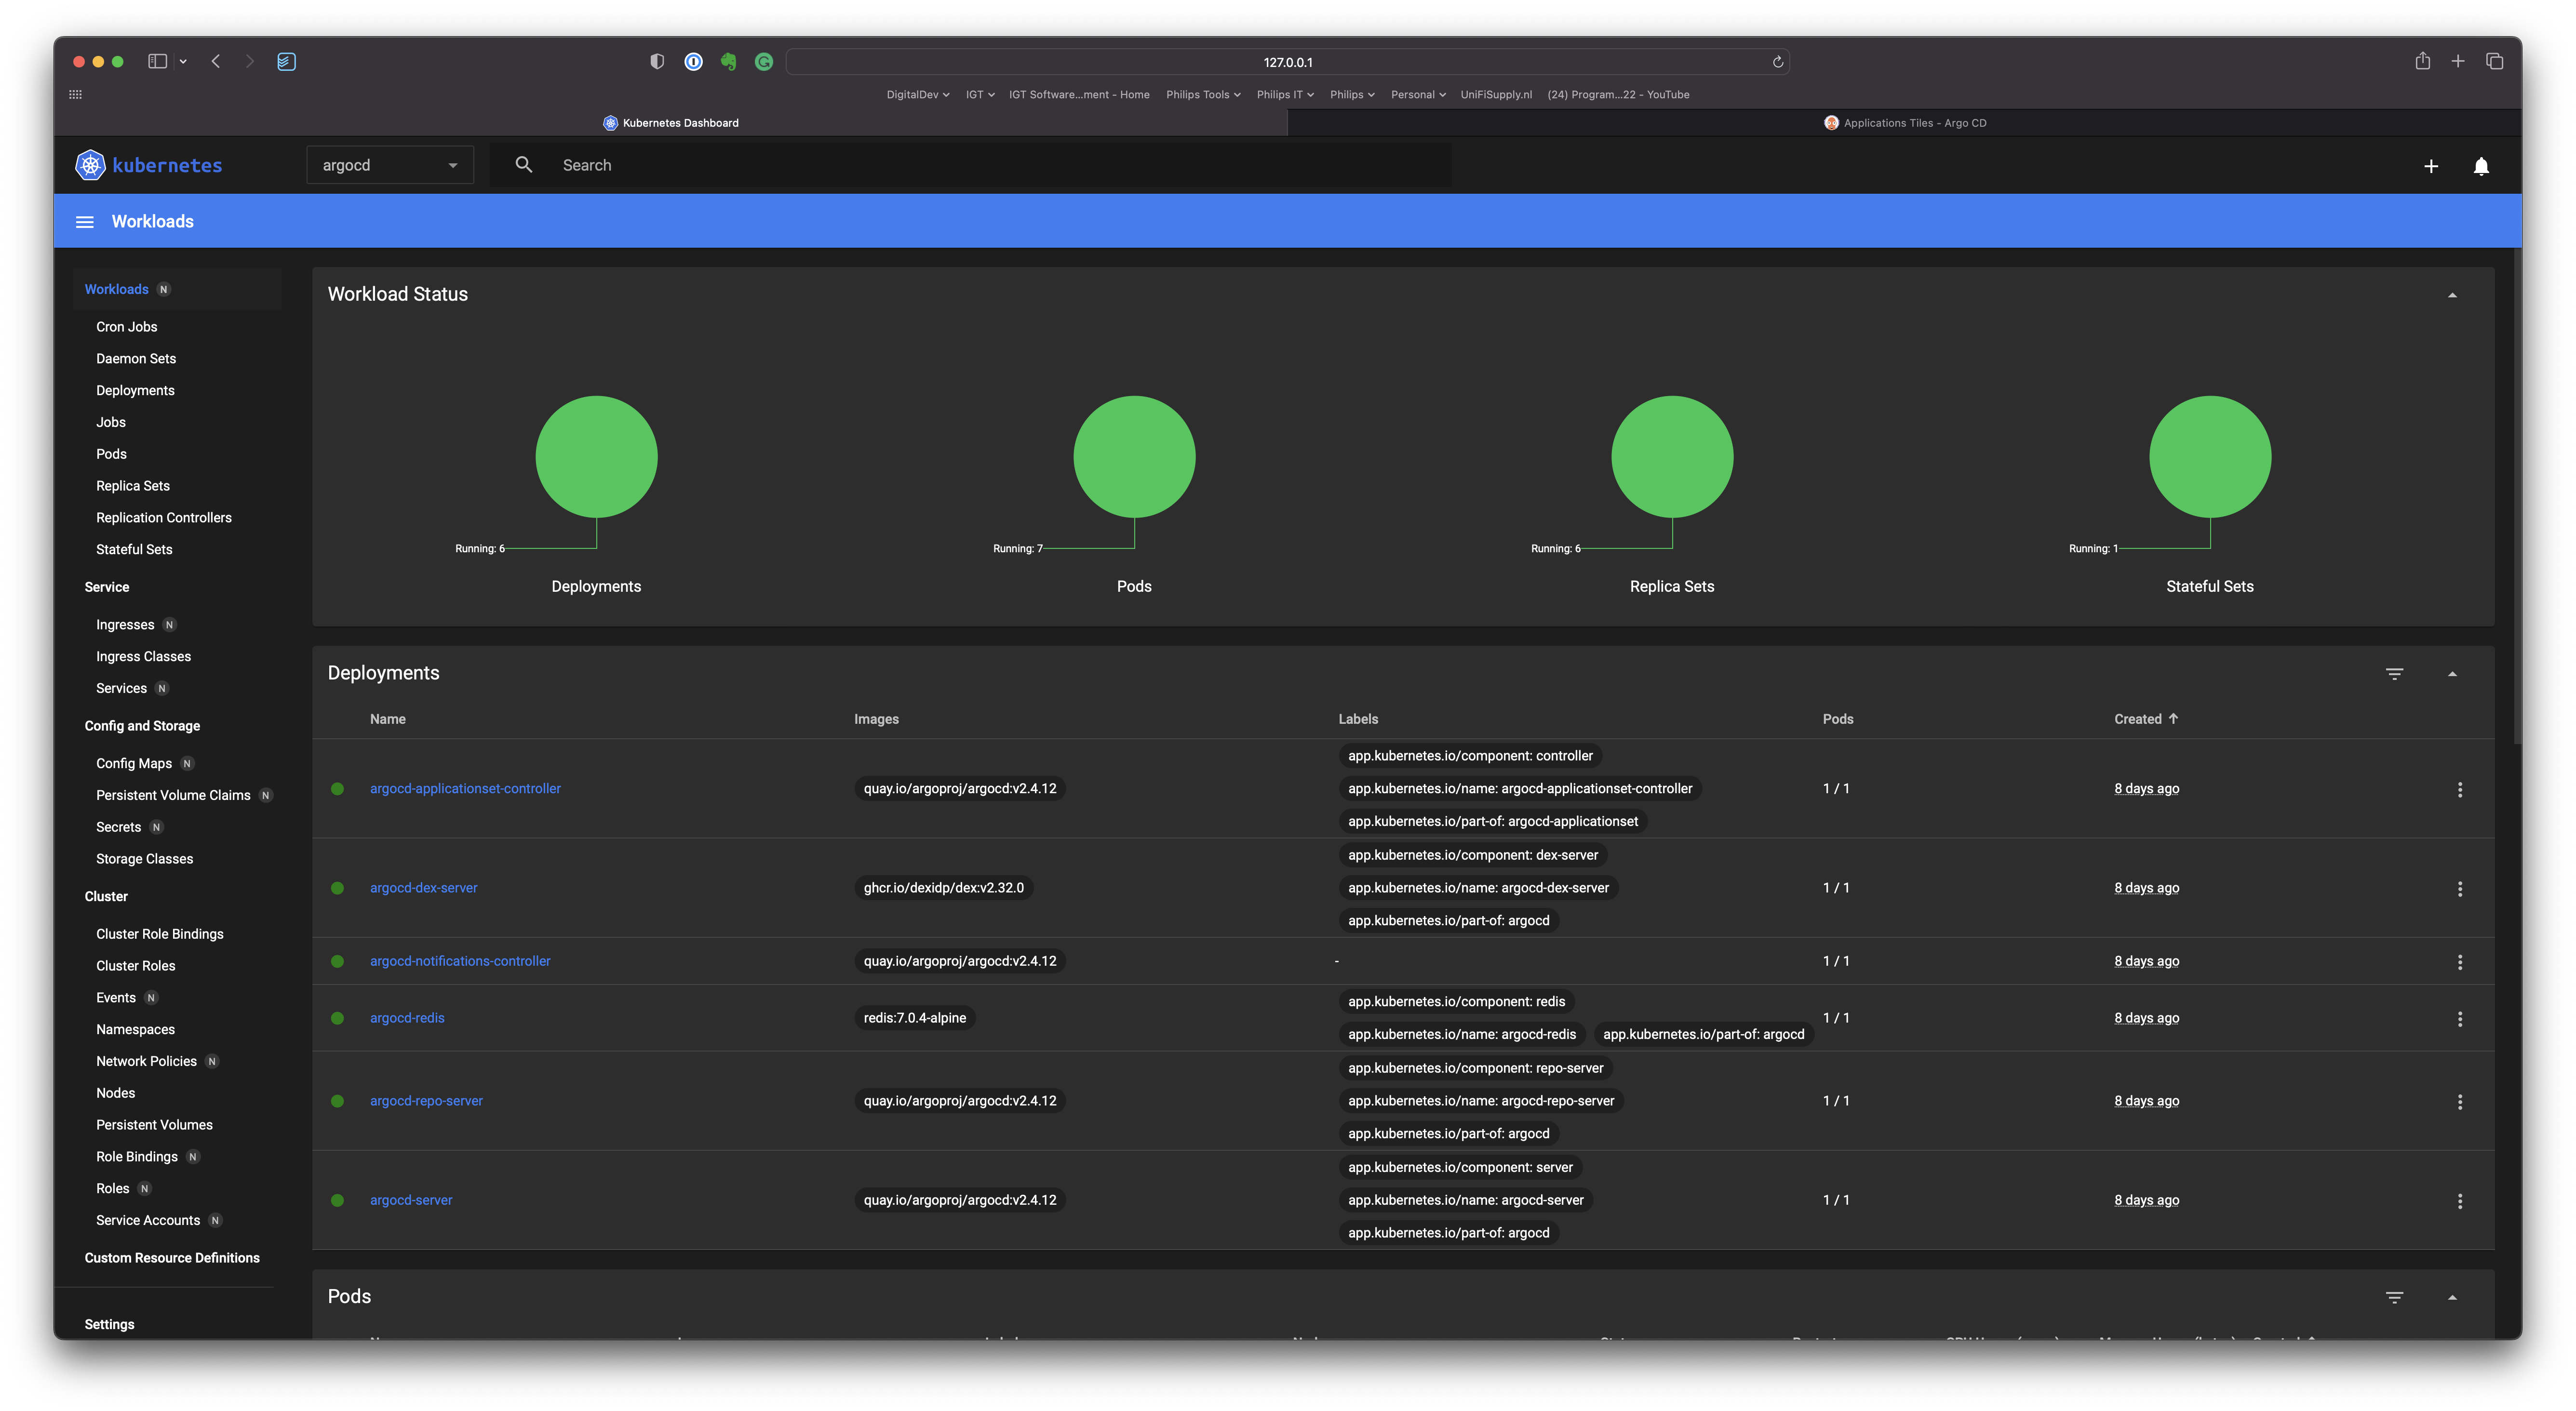 127.0.0.1
DigitalDev IGT IGT Software...ment - Home Philips Tools Philips IT Philips Personal UniFiSupply.nl (24) Program...22 - YouTube
Kubernetes Dashboard Applications Tiles - Argo CD
kubernetes argocd Search
Workloads
Workloads N
Cron Jobs
Daemon Sets
Deployments
Jobs
Pods
Replica Sets
Replication Controllers
Stateful Sets
Service
Ingresses N
Ingress Classes
Services N
Config and Storage
Config Maps N
Persistent Volume Claims N
Secrets N
Storage Classes
Cluster
Cluster Role Bindings
Cluster Roles
Events N
Namespaces
Network Policies N
Nodes
Persistent Volumes
Role Bindings N
Roles N
Service Accounts N
Custom Resource Definitions
Settings
Workload Status
Running: 6 Running: 7 Running: 6 Running: 1
Deployments Pods Replica Sets Stateful Sets
Deployments
Name Images Labels Pods Created
app.kubernetes.io/component: controller
argocd-applicationset-controller quay.io/argoproj/argocd:v2.4.12 app.kubernetes.io/name: argocd-applicationset-controller 1 / 1 8 days ago
app.kubernetes.io/part-of: argocd-applicationset
app.kubernetes.io/component: dex-server
argocd-dex-server ghcr.io/dexidp/dex:v2.32.0 app.kubernetes.io/name: argocd-dex-server 1 / 1 8 days ago
app.kubernetes.io/part-of: argocd
argocd-notifications-controller quay.io/argoproj/argocd:v2.4.12 - 1 / 1 8 days ago
app.kubernetes.io/component: redis
argocd-redis redis:7.0.4-alpine 1 / 1 8 days ago
app.kubernetes.io/name: argocd-redis app.kubernetes.io/part-of: argocd
app.kubernetes.io/component: repo-server
argocd-repo-server quay.io/argoproj/argocd:v2.4.12 app.kubernetes.io/name: argocd-repo-server 1 / 1 8 days ago
app.kubernetes.io/part-of: argocd
app.kubernetes.io/component: server
argocd-server quay.io/argoproj/argocd:v2.4.12 app.kubernetes.io/name: argocd-server 1 / 1 8 days ago
app.kubernetes.io/part-of: argocd
Pods